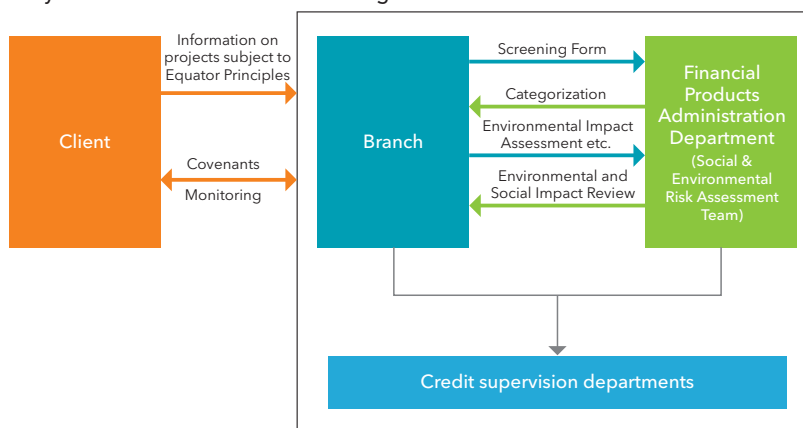 Information on
projects subject to
Equator Principles
Client
Covenants
Monitoring
Branch
Screening Form
Categorization
Environmental Impact
Assessment etc.
Environmental and
Social Impact Review
Financial
Products
Administration
Department
(Social &
Environmental
Risk Assessment
Team)
Credit supervision departments